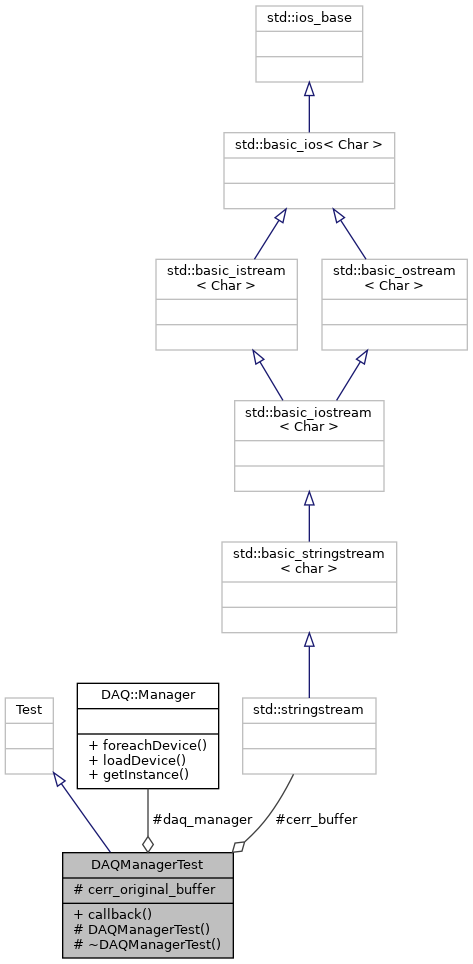 std::ios_base
std::basic_ios< Char >
std::basic_istream
< Char >
std::basic_ostream
< Char >
std::basic_iostream
< Char >
std::basic_stringstream
< char >
Test
DAQ::Manager
+ foreachDevice()
+ loadDevice()
+ getInstance()
std::stringstream
#daq_manager
#cerr_buffer
DAQManagerTest
# cerr_original_buffer
+ callback()
# DAQManagerTest()
# ~DAQManagerTest()